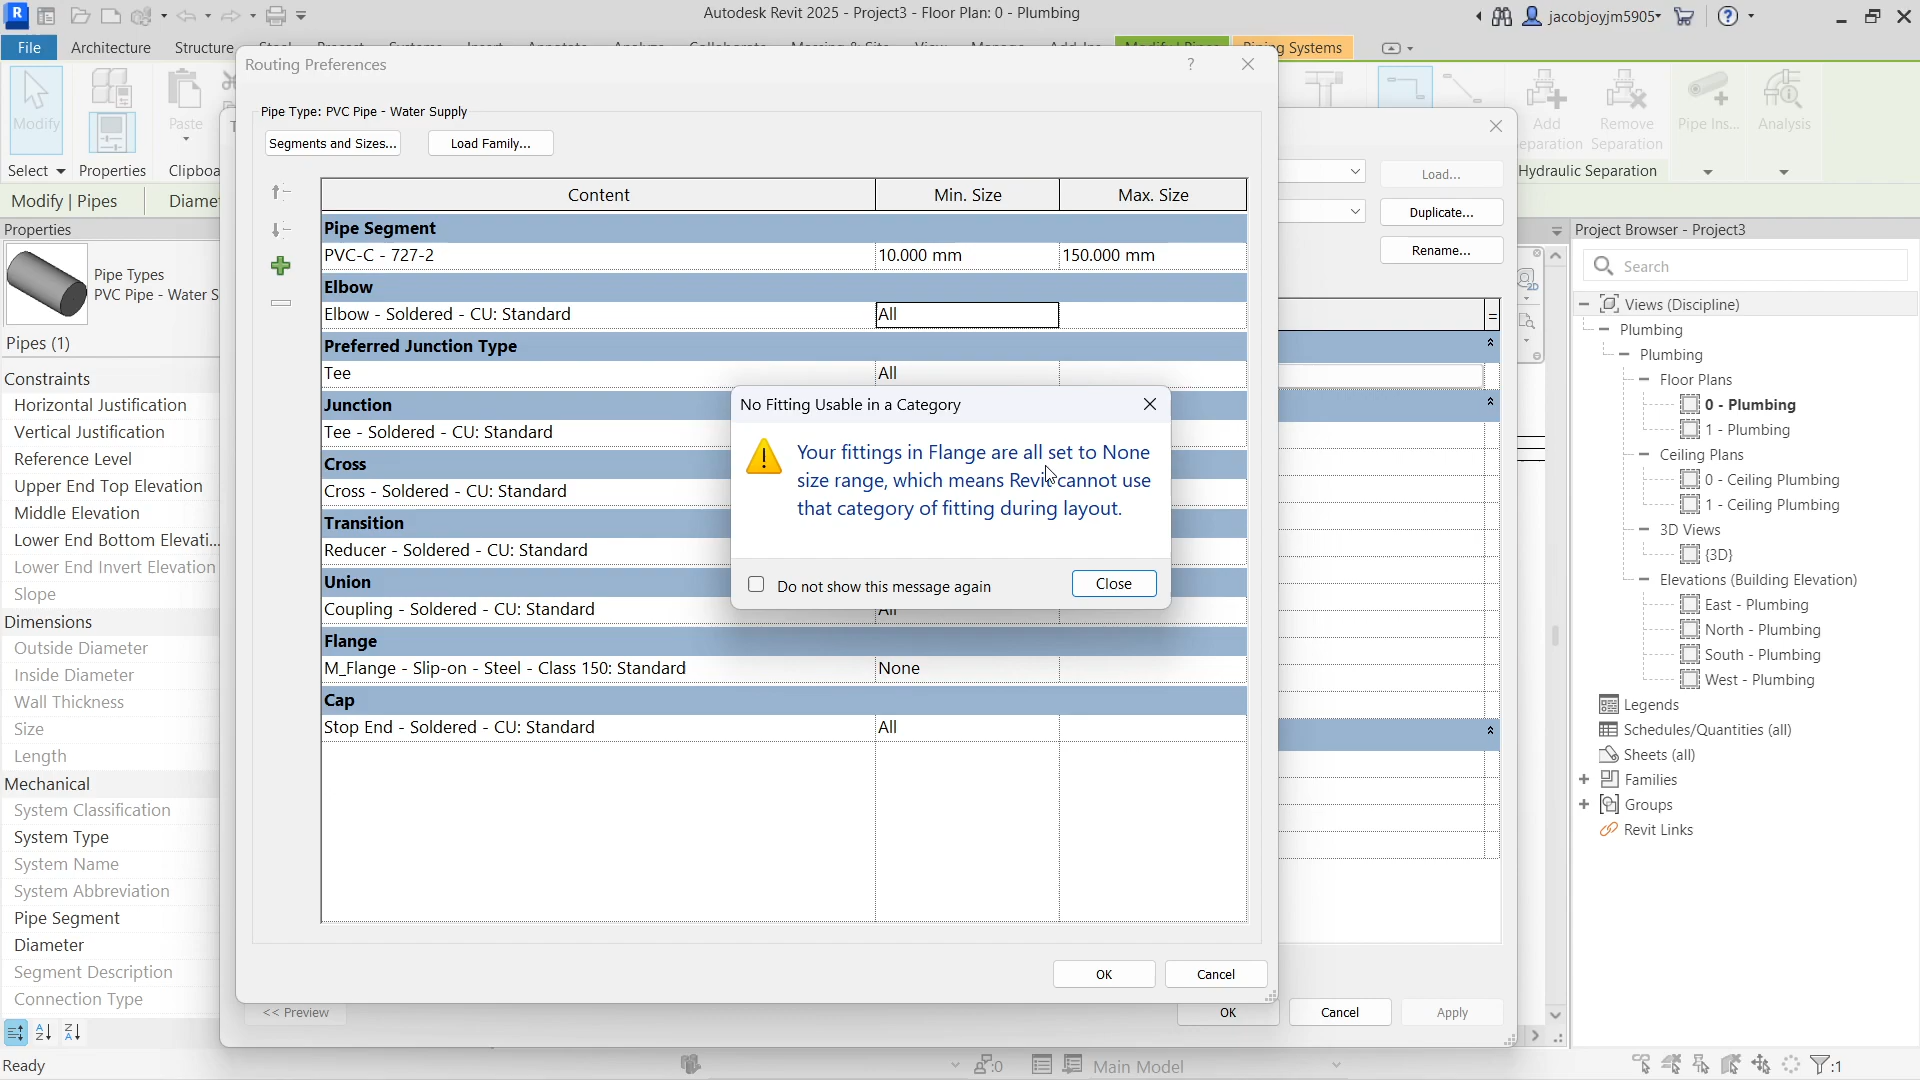 Autodesk Revit 2025 - Project3 - Floor Plan: 0 - Plumbing
jacobjoyjm5905
File
Architecture
Structure
Piping Systems
Modify
Paste
Select
Properties
Add
Remove
Separation
Pipe Ins...
Analysis
Hydraulic Separation
Modify | Pipes
Properties
Pipe Types
PVC Pipe - Water S
Pipes (1)
Constraints
Horizontal Justification
Vertical Justification
Reference Level
Upper End Top Elevation
Middle Elevation
Lower End Bottom Elevati...
Lower End Invert Elevation
Slope
Dimensions
Outside Diameter
Inside Diameter
Wall Thickness
Size
Length
Mechanical
System Classification
System Type
System Name
System Abbreviation
Pipe Segment
Diameter
Segment Description
Connection Type
Ready
Routing Preferences
Pipe Type: PVC Pipe - Water Supply
Segments and Sizes...
Load Family...
Content Min. Size Max. Size
Pipe Segment
PVC-C - 727-2 10.000 mm 150.000 mm
Elbow
Elbow - Soldered - CU: Standard All
Preferred Junction Type
Tee All
Junction
Tee - Soldered - CU: Standard
Cross
Cross - Soldered - CU: Standard
Transition
Reducer - Soldered - CU: Standard
Union
Coupling - Soldered - CU: Standard All
Flange
M_Flange - Slip-on - Steel - Class 150: Standard None
Cap
Stop End - Soldered - CU: Standard All
OK
Cancel
No Fitting Usable in a Category
Your fittings in Flange are all set to None
size range, which means Revit cannot use
that category of fitting during layout.
Do not show this message again
Close
Load...
Duplicate...
Rename...
=
<< Preview
OK
Cancel
Apply
Project Browser - Project3
Search
Views (Discipline)
Plumbing
Plumbing
Floor Plans
0 - Plumbing
1 - Plumbing
Ceiling Plans
0 - Ceiling Plumbing
1 - Ceiling Plumbing
3D Views
{3D}
Elevations (Building Elevation)
East - Plumbing
North - Plumbing
South - Plumbing
West - Plumbing
Legends
Schedules/Quantities (all)
Sheets (all)
Families
Groups
Revit Links
:0
Main Model
:1